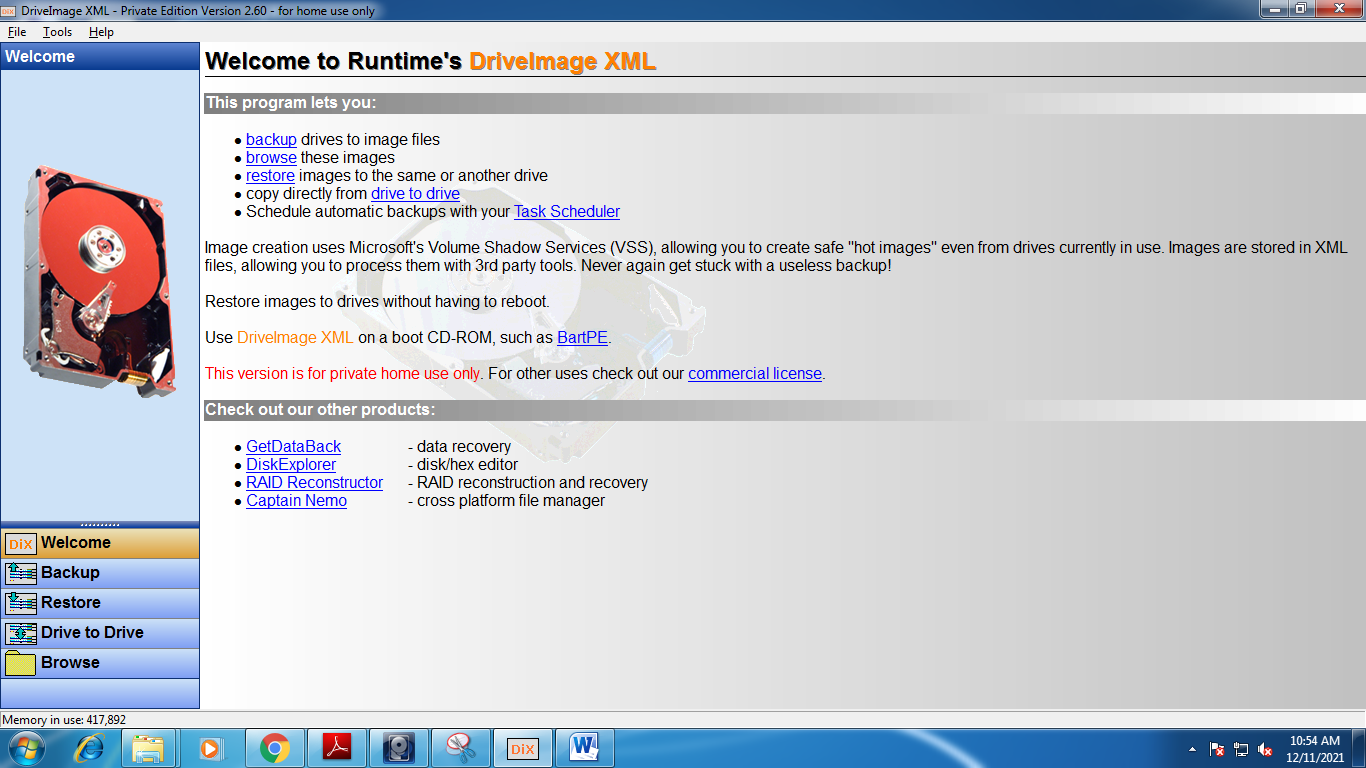 DiX DriveImage XML - Private Edition Version 2.60 - for home use only
File Tools Help
Welcome
Welcome to Runtime's DriveImage XML
This program lets you:
● backup drives to image files
● browse these images
● restore images to the same or another drive
● copy directly from drive to drive
● Schedule automatic backups with your Task Scheduler
Image creation uses Microsoft's Volume Shadow Services (VSS), allowing you to create safe "hot images" even from drives currently in use. Images are stored in XML
files, allowing you to process them with 3rd party tools. Never again get stuck with a useless backup!
Restore images to drives without having to reboot.
Use DriveImage XML on a boot CD-ROM, such as BartPE.
This version is for private home use only. For other uses check out our commercial license.
Check out our other products:
● GetDataBack - data recovery
● DiskExplorer - disk/hex editor
● RAID Reconstructor - RAID reconstruction and recovery
● Captain Nemo - cross platform file manager
DiX Welcome
Backup
Restore
Drive to Drive
Browse
Memory in use: 417,892
DiX
W
10:54 AM
12/11/2021